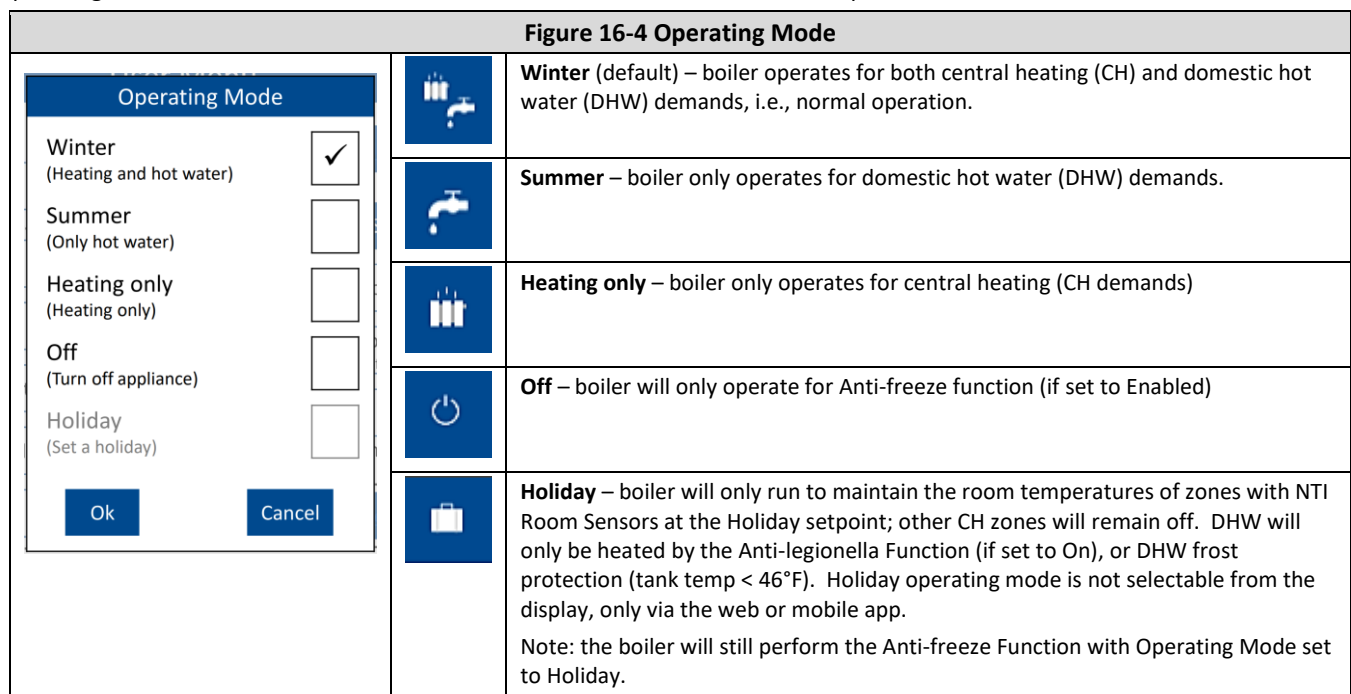 Figure 16-4 Operating Mode
Operating Mode
Winter
(Heating and hot water)
✓
Summer
(Only hot water)
Heating only
(Heating only)
Off
(Turn off appliance)
Holiday
(Set a holiday)
Ok
Cancel
Winter (default) – boiler operates for both central heating (CH) and domestic hot
water (DHW) demands, i.e., normal operation.
Summer – boiler only operates for domestic hot water (DHW) demands.
Heating only – boiler only operates for central heating (CH demands)
Off – boiler will only operate for Anti-freeze function (if set to Enabled)
Holiday – boiler will only run to maintain the room temperatures of zones with NTI
Room Sensors at the Holiday setpoint; other CH zones will remain off.  DHW will
only be heated by the Anti-legionella Function (if set to On), or DHW frost
protection (tank temp < 46°F).  Holiday operating mode is not selectable from the
display, only via the web or mobile app.
Note: the boiler will still perform the Anti-freeze Function with Operating Mode set
to Holiday.